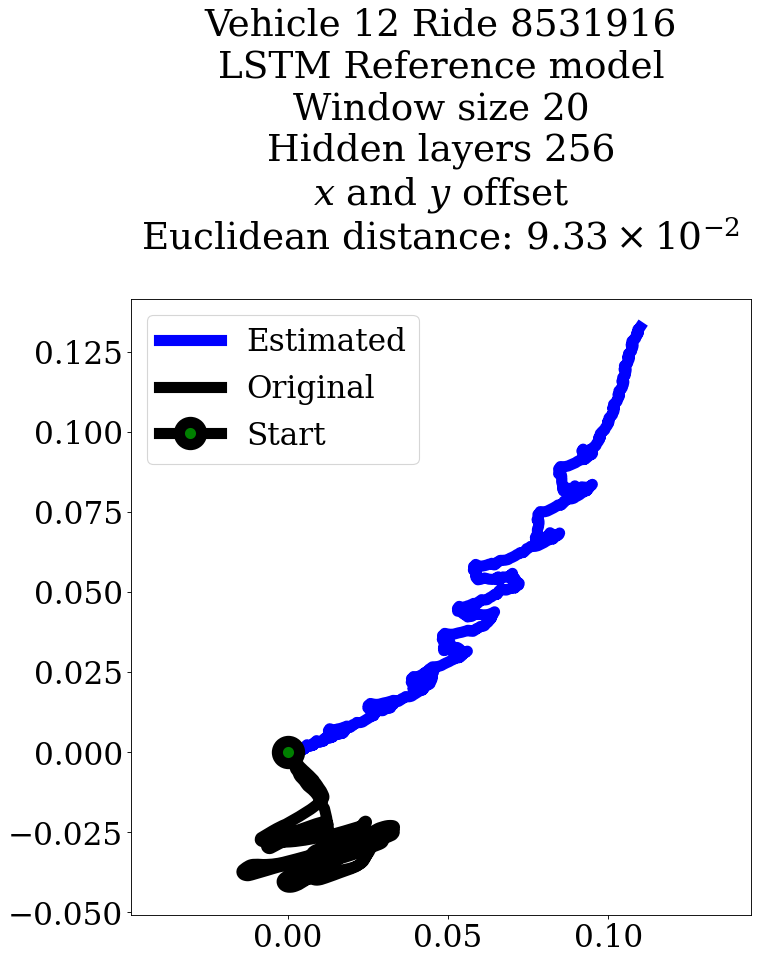 Vehicle 12 Ride 8531916
LSTM Reference model
Window size 20
Hidden layers 256
x and y offset
Euclidean distance: 9.33 × 10⁻²
Estimated
Original
Start
0.125
0.100
0.075
0.050
0.025
0.000
−0.025
−0.050
0.00 0.05 0.10